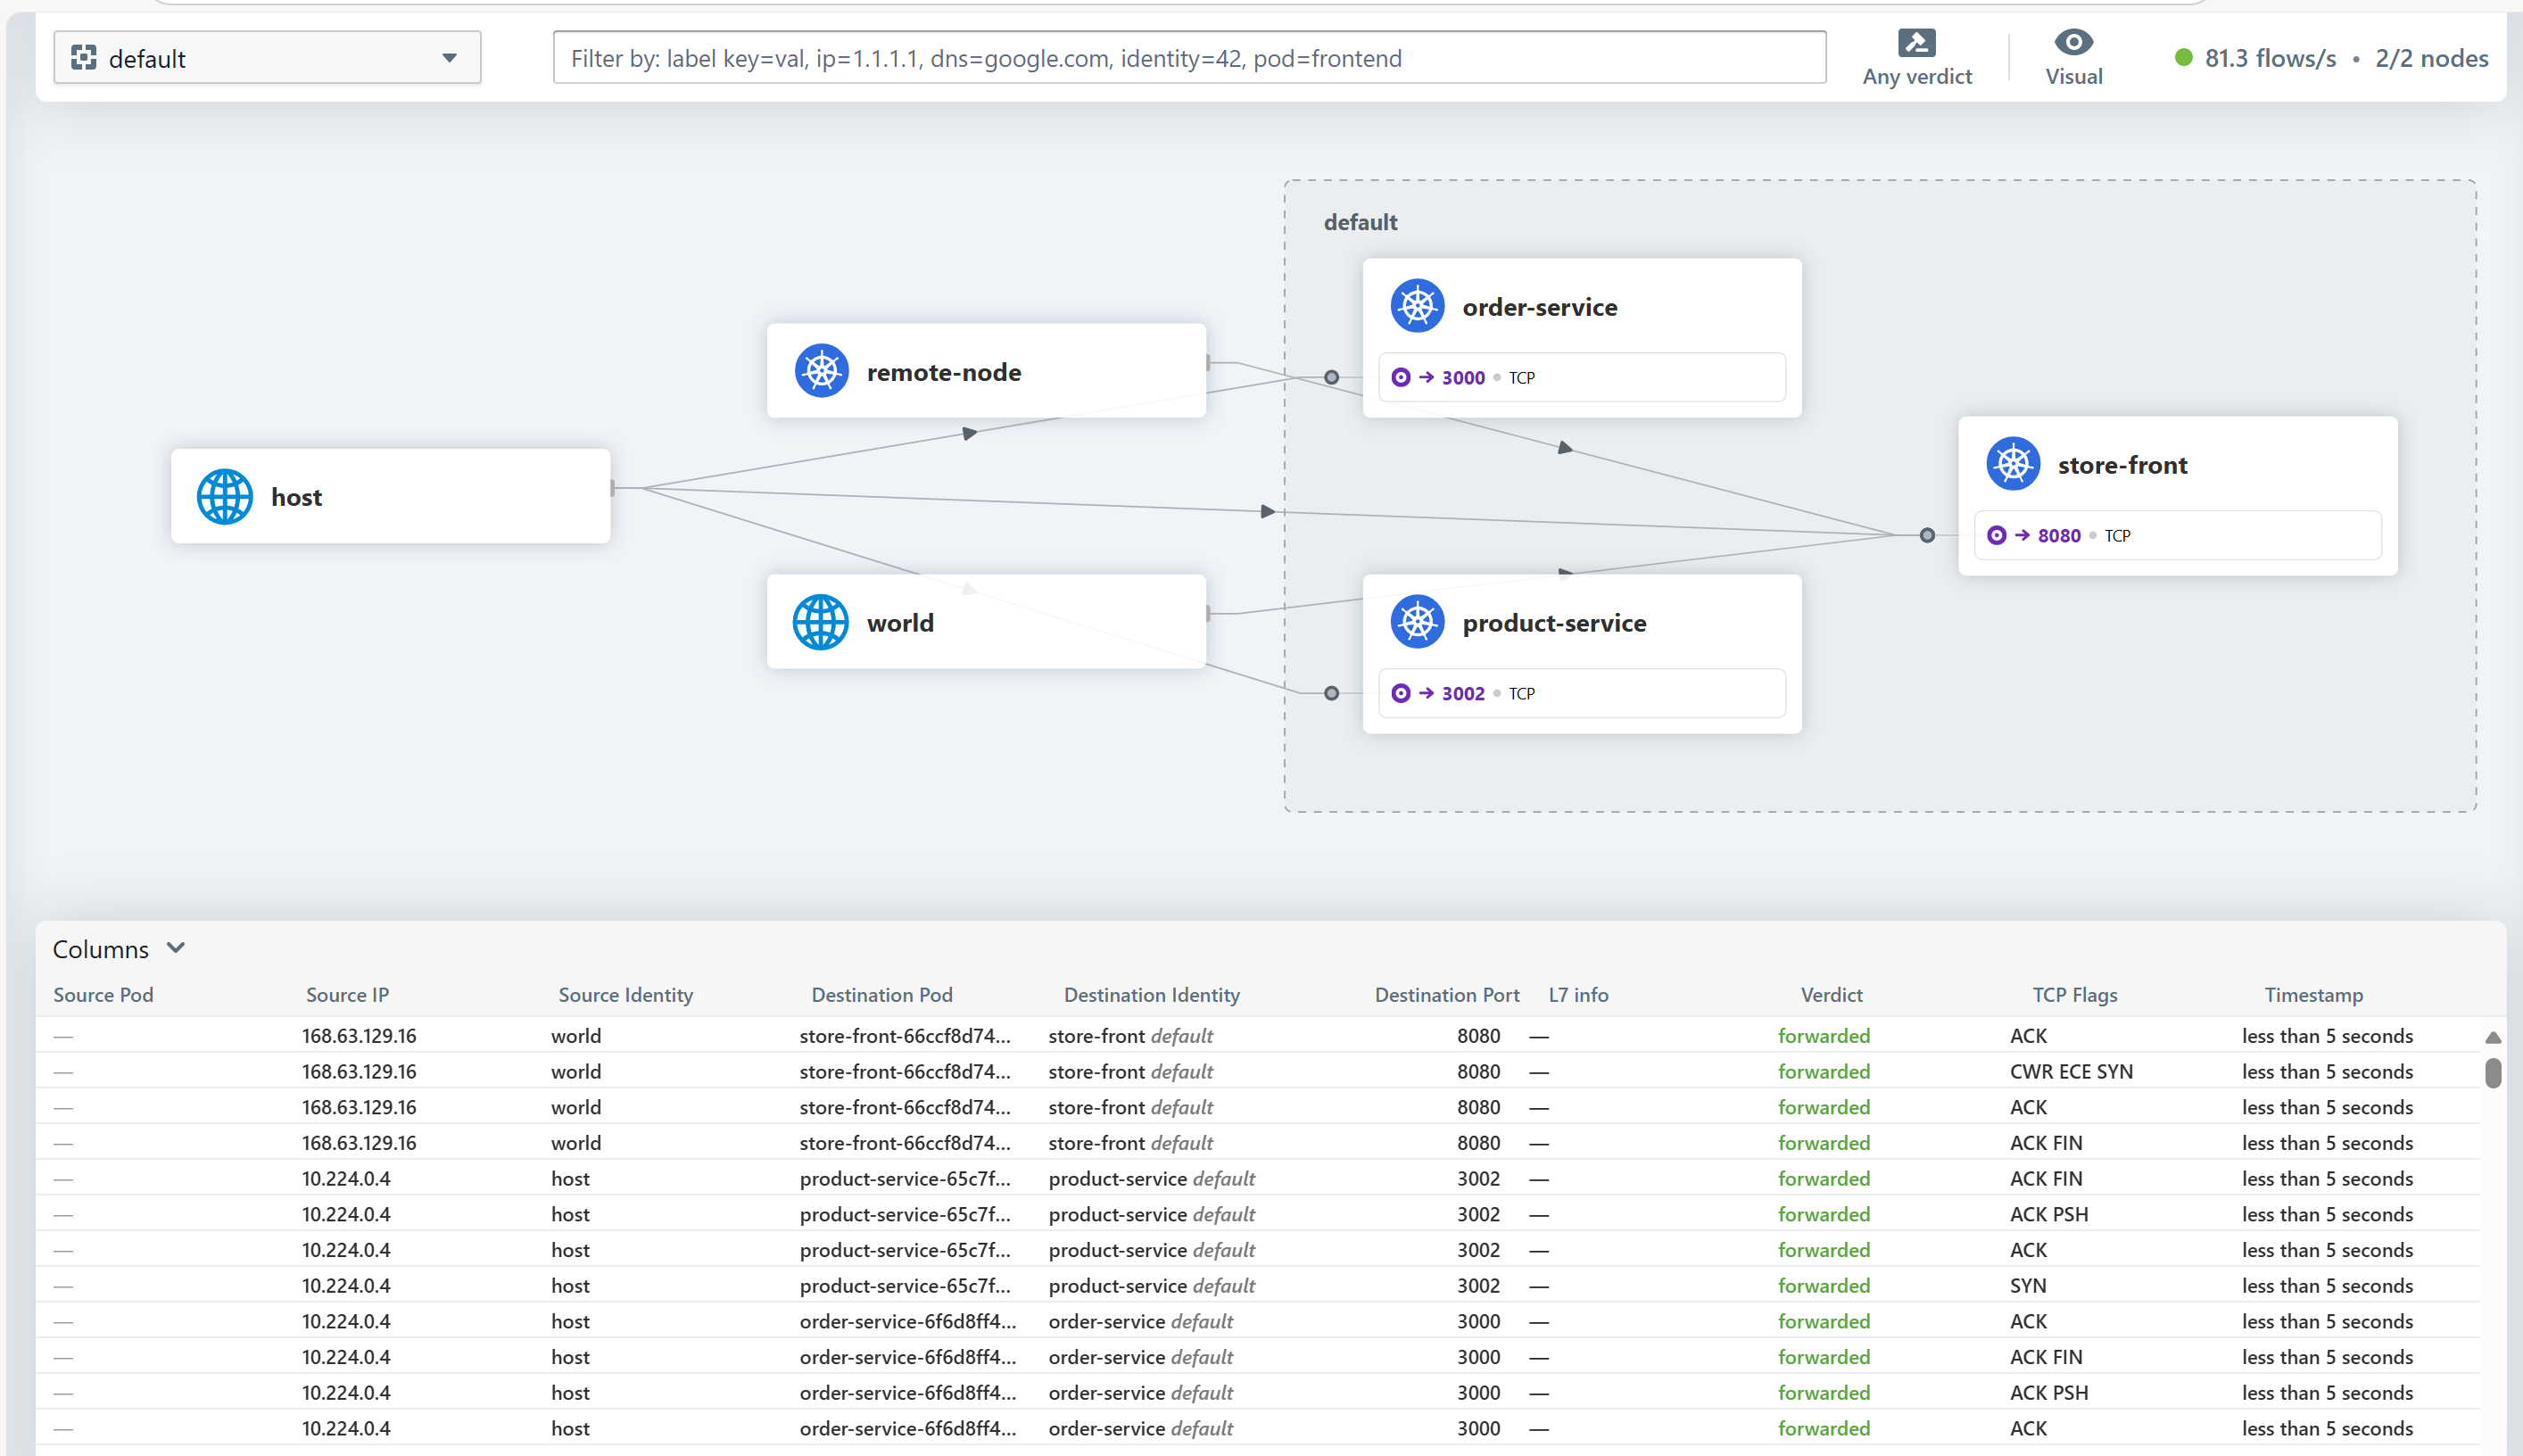 default
Filter by: label key=val, ip=1.1.1.1, dns=google.com, identity=42, pod=frontend
Any verdict
Visual
81.3 flows/s • 2/2 nodes
default
order-service
3000 TCP
remote-node
host
store-front
8080 TCP
world
product-service
3002 TCP
Columns
Source Pod Source IP Source Identity Destination Pod Destination Identity Destination Port L7 info Verdict TCP Flags Timestamp
— 168.63.129.16 world store-front-66ccf8d74... store-front default 8080 — forwarded ACK less than 5 seconds
— 168.63.129.16 world store-front-66ccf8d74... store-front default 8080 — forwarded CWR ECE SYN less than 5 seconds
— 168.63.129.16 world store-front-66ccf8d74... store-front default 8080 — forwarded ACK less than 5 seconds
— 168.63.129.16 world store-front-66ccf8d74... store-front default 8080 — forwarded ACK FIN less than 5 seconds
— 10.224.0.4 host product-service-65c7f... product-service default 3002 — forwarded ACK FIN less than 5 seconds
— 10.224.0.4 host product-service-65c7f... product-service default 3002 — forwarded ACK PSH less than 5 seconds
— 10.224.0.4 host product-service-65c7f... product-service default 3002 — forwarded ACK less than 5 seconds
— 10.224.0.4 host product-service-65c7f... product-service default 3002 — forwarded SYN less than 5 seconds
— 10.224.0.4 host order-service-6f6d8ff4... order-service default 3000 — forwarded ACK less than 5 seconds
— 10.224.0.4 host order-service-6f6d8ff4... order-service default 3000 — forwarded ACK FIN less than 5 seconds
— 10.224.0.4 host order-service-6f6d8ff4... order-service default 3000 — forwarded ACK PSH less than 5 seconds
— 10.224.0.4 host order-service-6f6d8ff4... order-service default 3000 — forwarded ACK less than 5 seconds